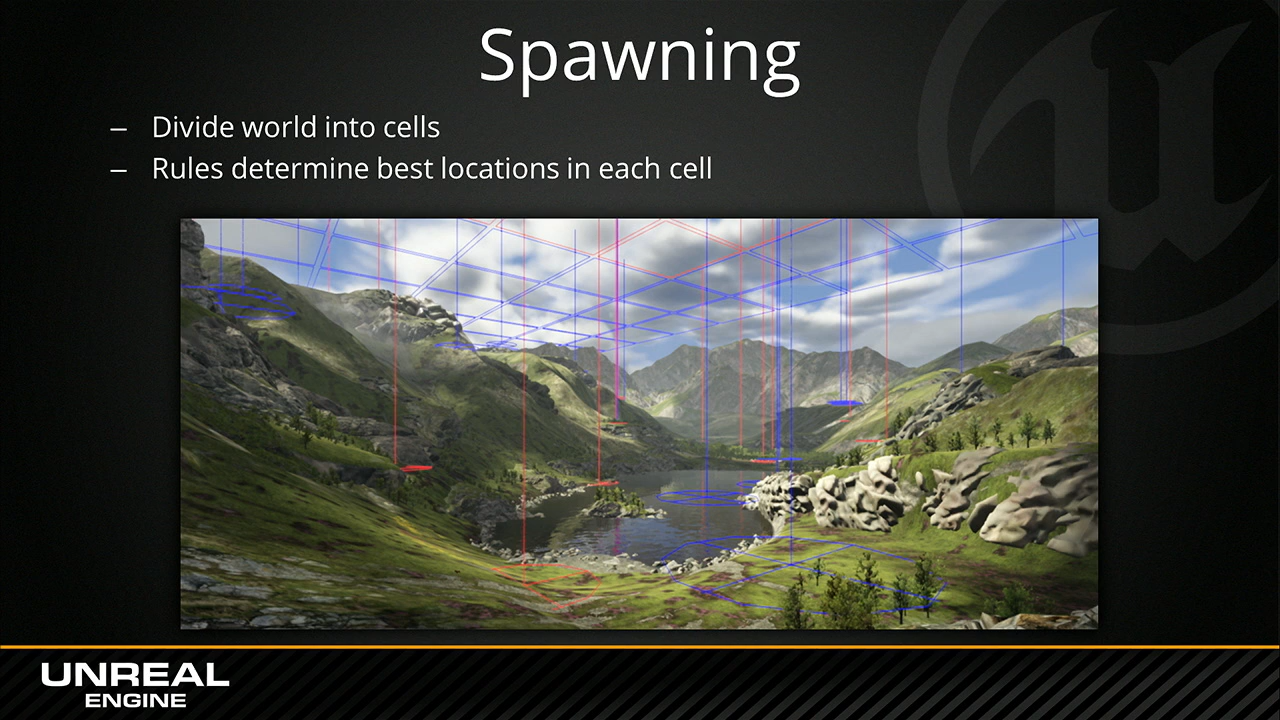 Spawning
– Divide world into cells
– Rules determine best locations in each cell
UNREAL
ENGINE